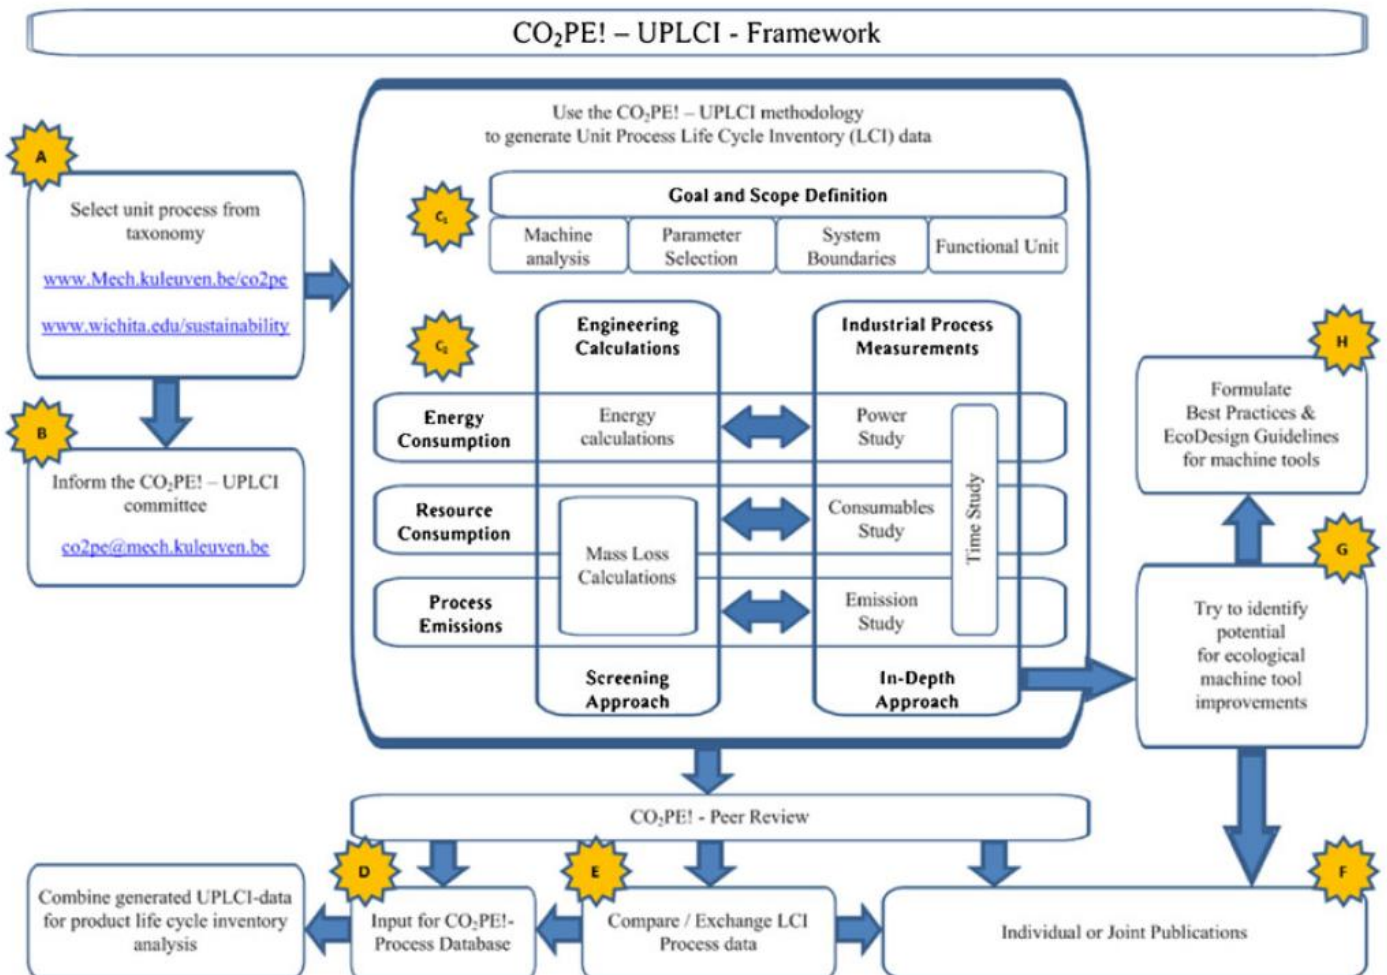 CO₂PE! – UPLCI - Framework
A
Select unit process from
taxonomy
www.Mech.kuleuven.be/co2pe
www.wichita.edu/sustainability
B
Inform the CO₂PE! – UPLCI
committee
co2pe@mech.kuleuven.be
Use the CO₂PE! – UPLCI methodology
to generate Unit Process Life Cycle Inventory (LCI) data
C₁
Goal and Scope Definition
Machine
analysis
Parameter
Selection
System
Boundaries
Functional Unit
C₂
Engineering
Calculations
Industrial Process
Measurements
Energy
Consumption
Energy
calculations
Power
Study
Resource
Consumption
Mass Loss
Calculations
Consumables
Study
Time Study
Process
Emissions
Emission
Study
Screening
Approach
In-Depth
Approach
H
Formulate
Best Practices &
EcoDesign Guidelines
for machine tools
G
Try to identify
potential
for ecological
machine tool
improvements
CO₂PE! - Peer Review
Combine generated UPLCI-data
for product life cycle inventory
analysis
D
Input for CO₂PE!-
Process Database
E
Compare / Exchange LCI
Process data
F
Individual or Joint Publications